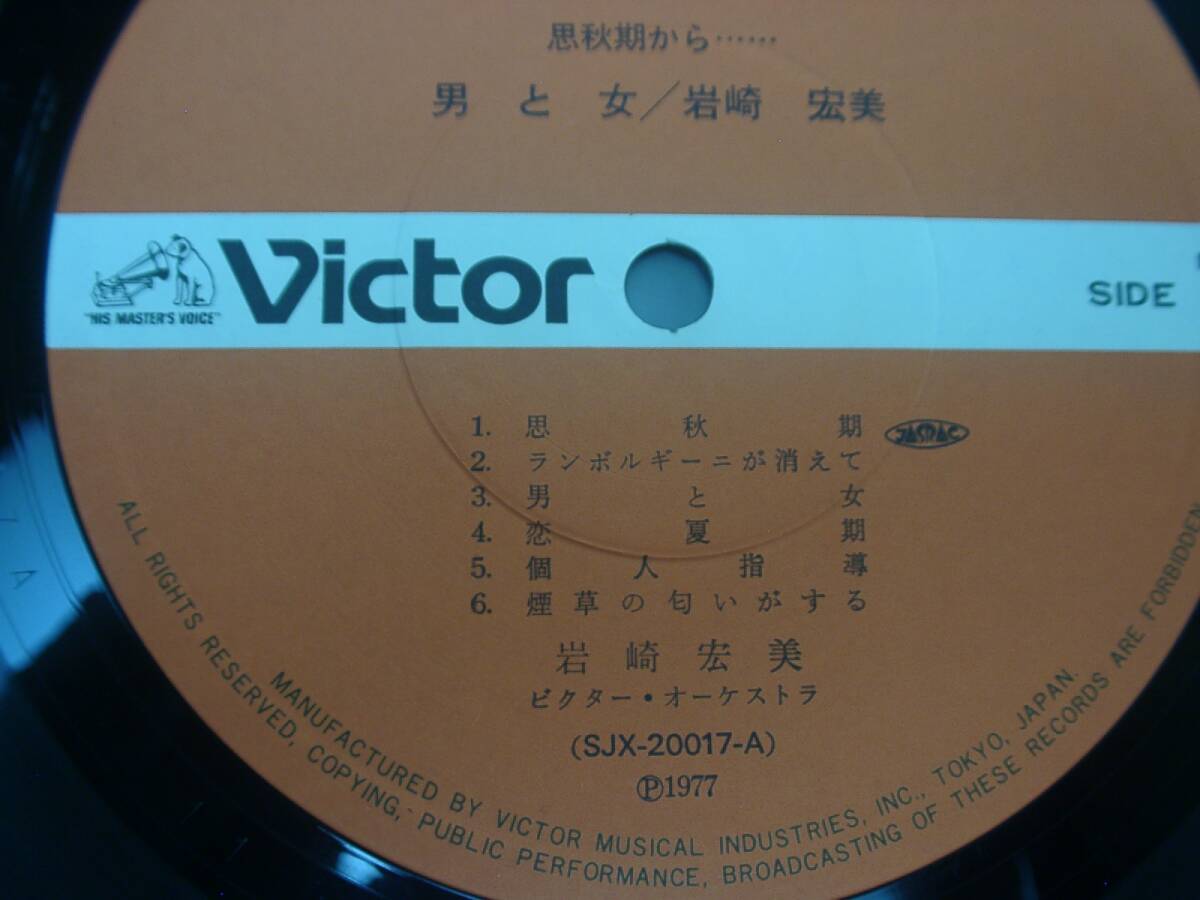 思秋期から……
男と女／岩崎 宏美
"HIS MASTER'S VOICE"
Victor
SIDE
1. 思秋期
JASRAC
2. ランボルギーニが消えて
3. 男と女
4. 恋夏期
5. 個人指導
6. 煙草の匂いがする
岩崎宏美
ビクター・オーケストラ
(SJX-20017-A)
Ⓟ1977
MANUFACTURED BY VICTOR MUSICAL INDUSTRIES, INC., TOKYO, JAPAN.
ALL RIGHTS RESERVED, COPYING, PUBLIC PERFORMANCE, BROADCASTING OF THESE RECORDS ARE FORBIDDEN